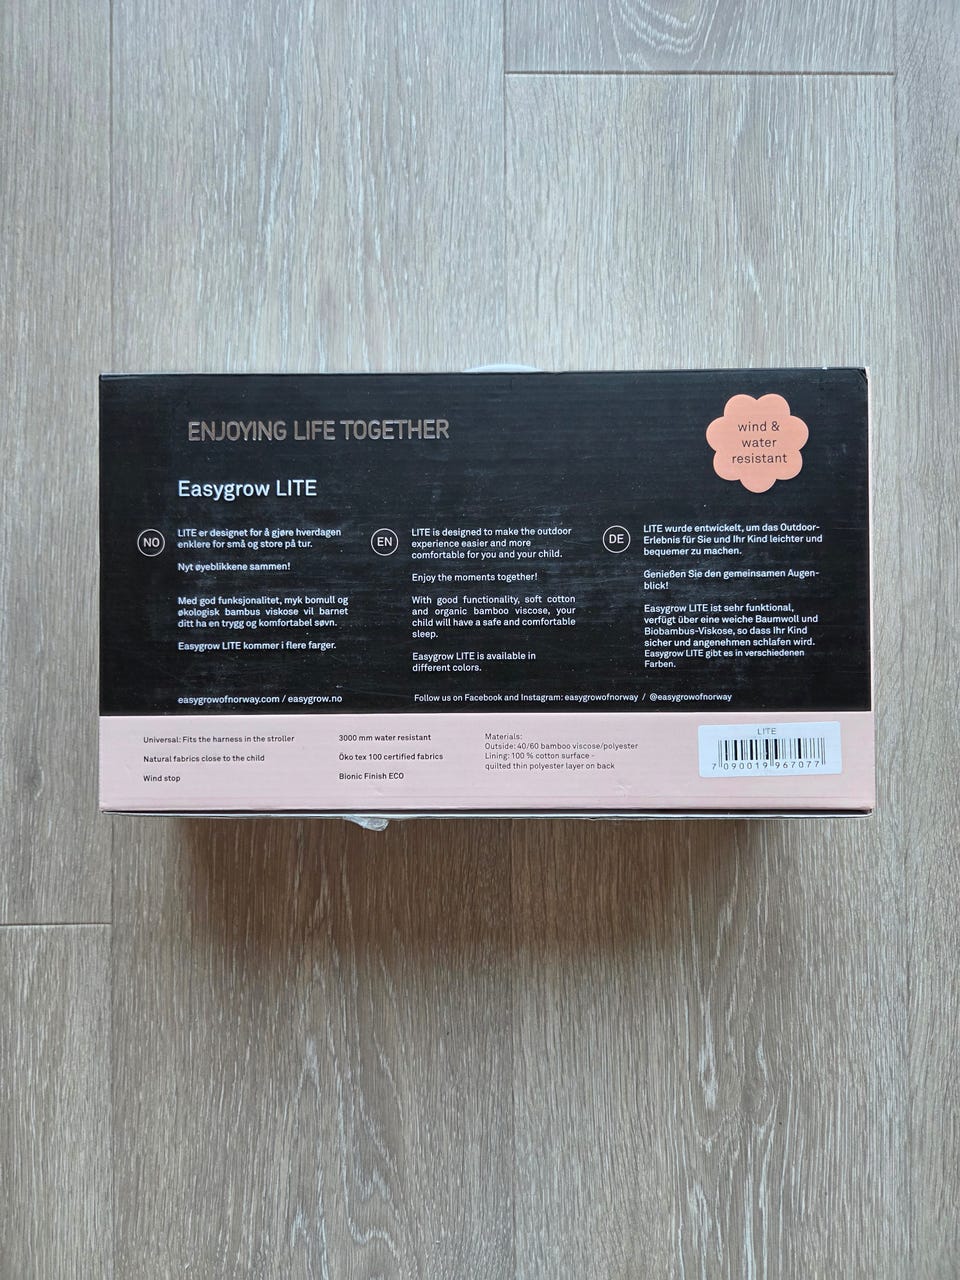 ENJOYING LIFE TOGETHER
wind &
water
resistant
Easygrow LITE
NO
LITE er designet for å gjøre hverdagen
enklere for små og store på tur.
Nyt øyeblikkene sammen!
Med god funksjonalitet, myk bomull og
økologisk bambus viskose vil barnet
ditt ha en trygg og komfortabel søvn.
Easygrow LITE kommer i flere farger.
EN
LITE is designed to make the outdoor
experience easier and more
comfortable for you and your child.
Enjoy the moments together!
With good functionality, soft cotton
and organic bamboo viscose, your
child will have a safe and comfortable
sleep.
Easygrow LITE is available in
different colors.
DE
LITE wurde entwickelt, um das Outdoor-
Erlebnis für Sie und Ihr Kind leichter und
bequemer zu machen.
Genießen Sie den gemeinsamen Augen-
blick!
Easygrow LITE ist sehr funktional,
verfügt über eine weiche Baumwoll und
Biobambus-Viskose, so dass Ihr Kind
sicher und angenehmen schlafen wird.
Easygrow LITE gibt es in verschiedenen
Farben.
easygrowofnorway.com / easygrow.no
Follow us on Facebook and Instagram: easygrowofnorway / @easygrowofnorway
Universal: Fits the harness in the stroller
Natural fabrics close to the child
Wind stop
3000 mm water resistant
Öko tex 100 certified fabrics
Bionic Finish ECO
Materials:
Outside: 40/60 bamboo viscose/polyester
Lining: 100 % cotton surface -
quilted thin polyester layer on back
LITE
7 090019 967077